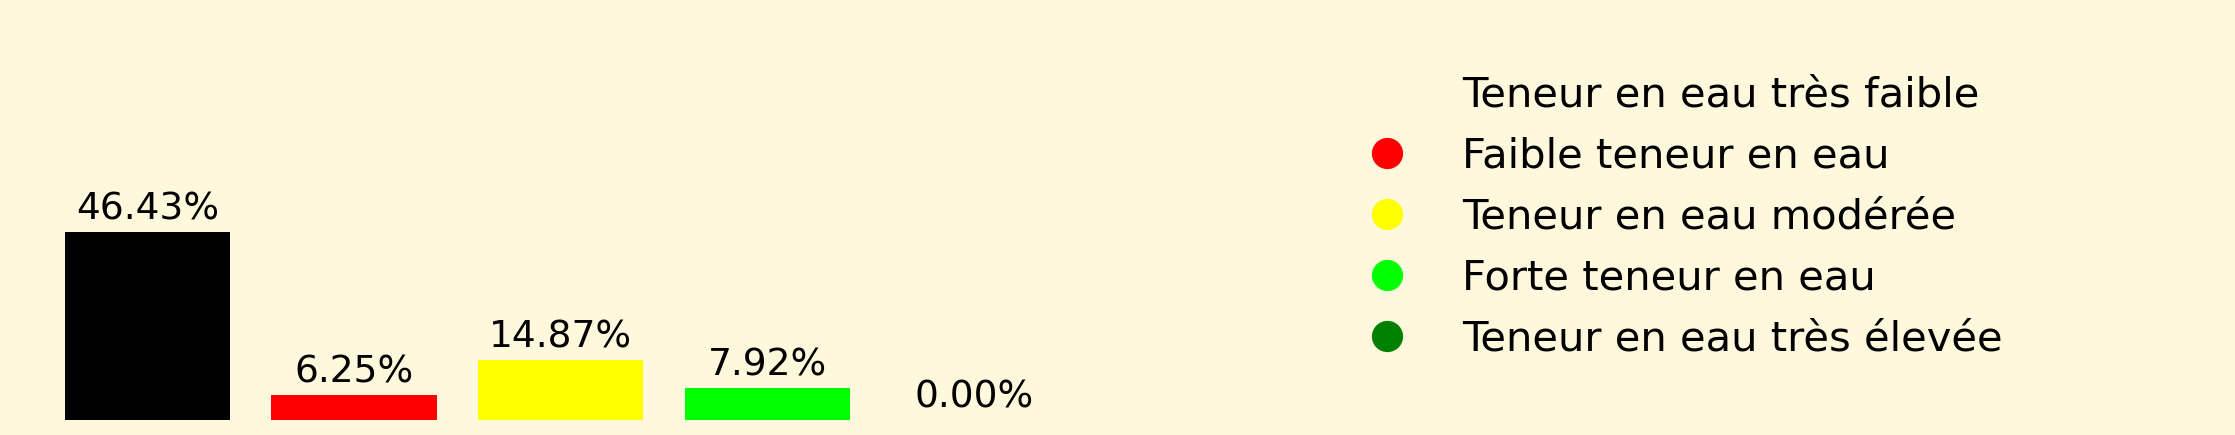 46.43%
6.25%
14.87%
7.92%
0.00%
Teneur en eau très faible
Faible teneur en eau
Teneur en eau modérée
Forte teneur en eau
Teneur en eau très élevée